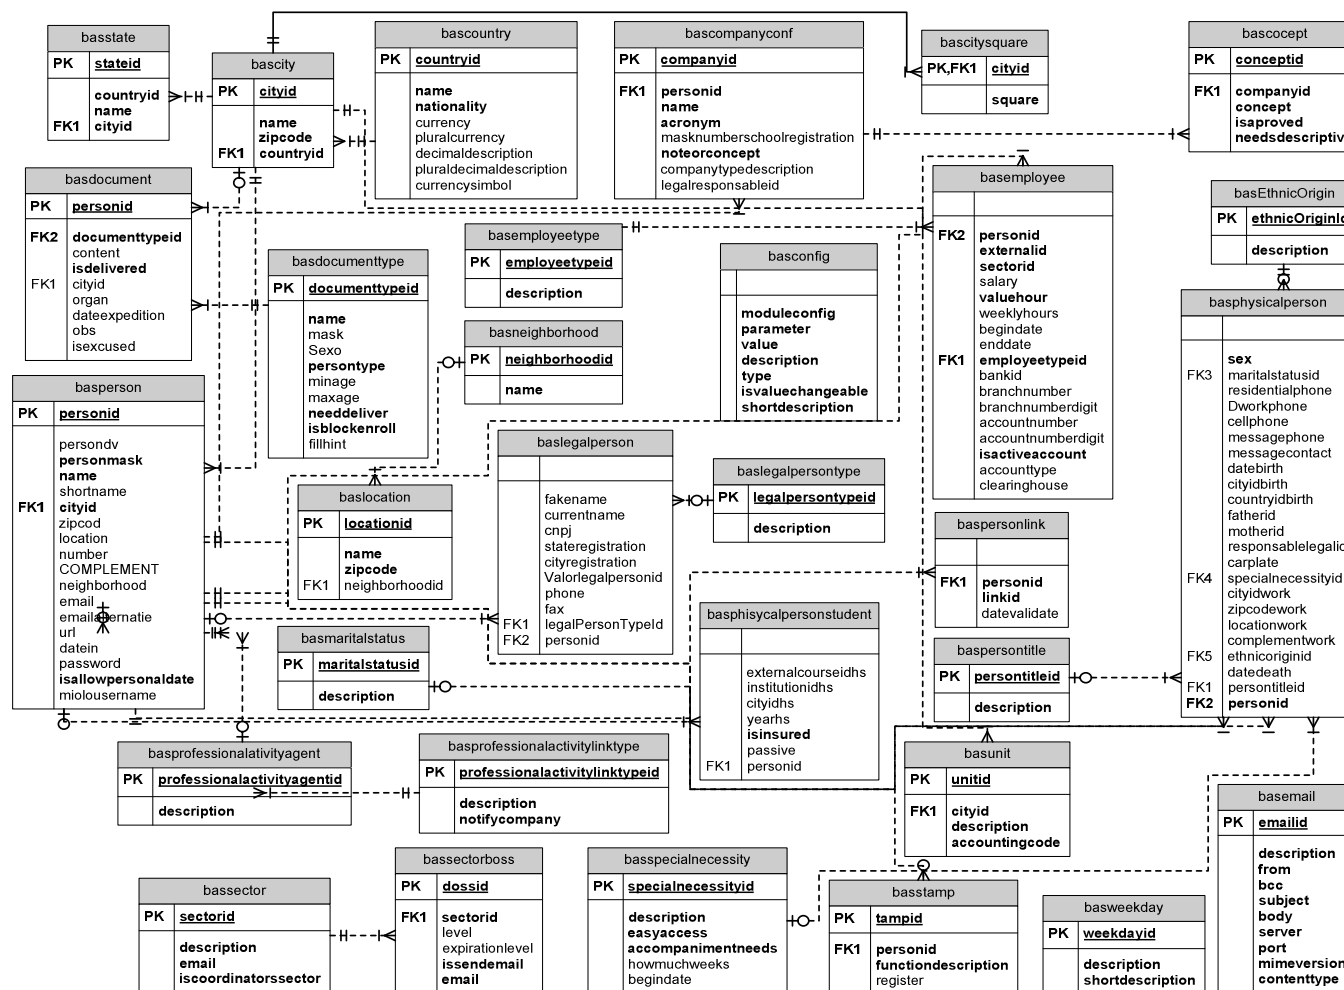 basstate
PK stateid
countryid
name
FK1 cityid
bascity
PK cityid
name
zipcode
FK1 countryid
bascountry
PK countryid
name
nationality
currency
pluralcurrency
decimaldescription
pluraldecimaldescription
currencysimbol
bascompanyconf
PK companyid
FK1 personid
name
acronym
masknumberschoolregistration
noteorconcept
companytypedescription
legalresponsableid
bascitysquare
PK,FK1 cityid
square
bascocept
PK conceptid
FK1 companyid
concept
isaproved
needsdescriptiv
basdocument
PK personid
FK2 documenttypeid
content
isdelivered
FK1 cityid
organ
dateexpedition
obs
isexcused
basdocumenttype
PK documenttypeid
name
mask
Sexo
persontype
minage
maxage
needdeliver
isblockenroll
fillhint
basemployeetype
PK employeetypeid
description
basneighborhood
PK neighborhoodid
name
basconfig
moduleconfig
parameter
value
description
type
isvaluechangeable
shortdescription
basemployee
FK2 personid
externalid
sectorid
salary
valuehour
weeklyhours
begindate
enddate
FK1 employeetypeid
bankid
branchnumber
branchnumberdigit
accountnumber
accountnumberdigit
isactiveaccount
accounttype
clearinghouse
basEthnicOrigin
PK ethnicOriginId
description
basphysicalperson
sex
FK3 maritalstatusid
residentialphone
Dworkphone
cellphone
messagephone
messagecontact
datebirth
cityidbirth
countryidbirth
fatherid
motherid
responsablelegalid
carplate
FK4 specialnecessityid
cityidwork
zipcodework
locationwork
complementwork
FK5 ethnicoriginid
datedeath
FK1 persontitleid
FK2 personid
basperson
PK personid
persondv
personmask
name
shortname
FK1 cityid
zipcod
location
number
COMPLEMENT
neighborhood
email
emailalternatie
url
datein
password
isallowpersonaldate
miolousername
baslocation
PK locationid
name
zipcode
FK1 neighborhoodid
baslegalperson
fakename
currentname
cnpj
stateregistration
cityregistration
Valorlegalpersonid
phone
fax
FK1 legalPersonTypeId
FK2 personid
baslegalpersontype
PK legalpersontypeid
description
baspersonlink
FK1 personid
linkid
datevalidate
basphisycalpersonstudent
externalcourseidhs
institutionidhs
cityidhs
yearhs
isinsured
passive
FK1 personid
basmaritalstatus
PK maritalstatusid
description
baspersontitle
PK persontitleid
description
basprofessionalativityagent
PK professionalactivityagentid
description
basprofessionalactivitylinktype
PK professionalactivitylinktypeid
description
notifycompany
basunit
PK unitid
FK1 cityid
description
accountingcode
basemail
PK emailid
description
from
bcc
subject
body
server
port
mimeversion
contenttype
bassector
PK sectorid
description
email
iscoordinatorssector
bassectorboss
PK dossid
FK1 sectorid
level
expirationlevel
issendemail
email
basspecialnecessity
PK specialnecessityid
description
easyaccess
accompanimentneeds
howmuchweeks
begindate
basstamp
PK tampid
FK1 personid
functiondescription
register
basweekday
PK weekdayid
description
shortdescription